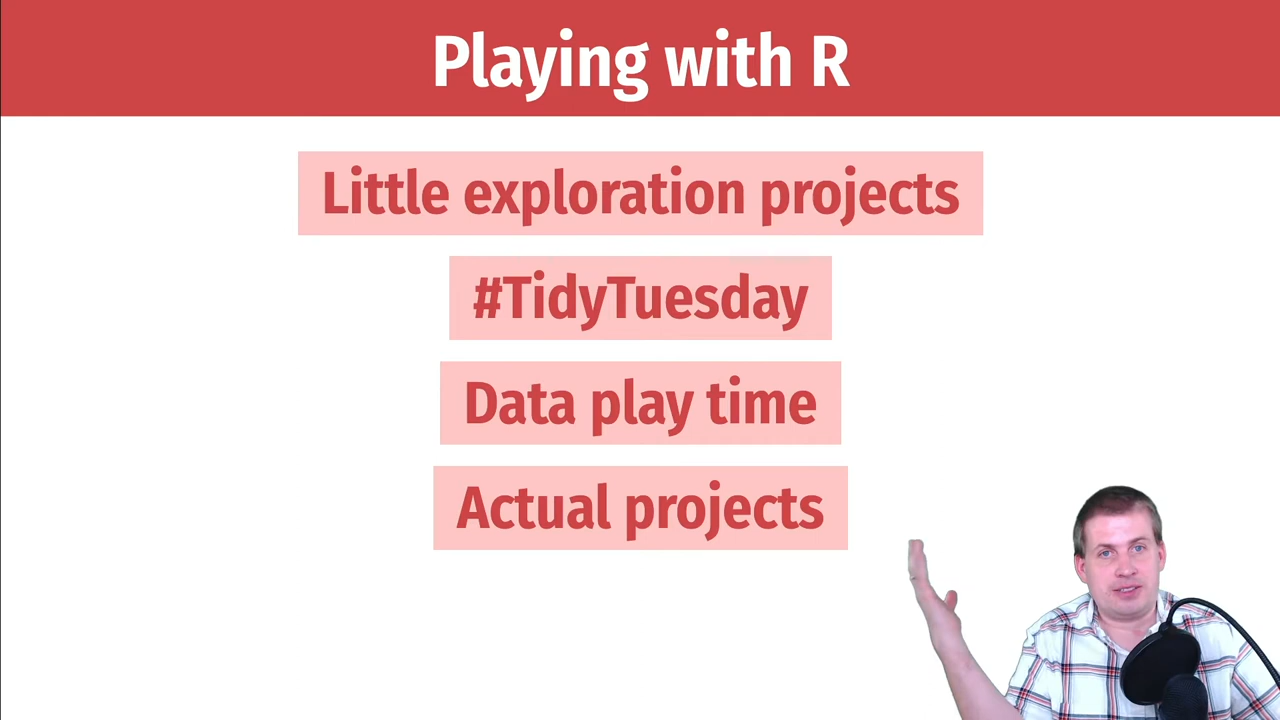 Playing with R
Little exploration projects
#TidyTuesday
Data play time
Actual projects